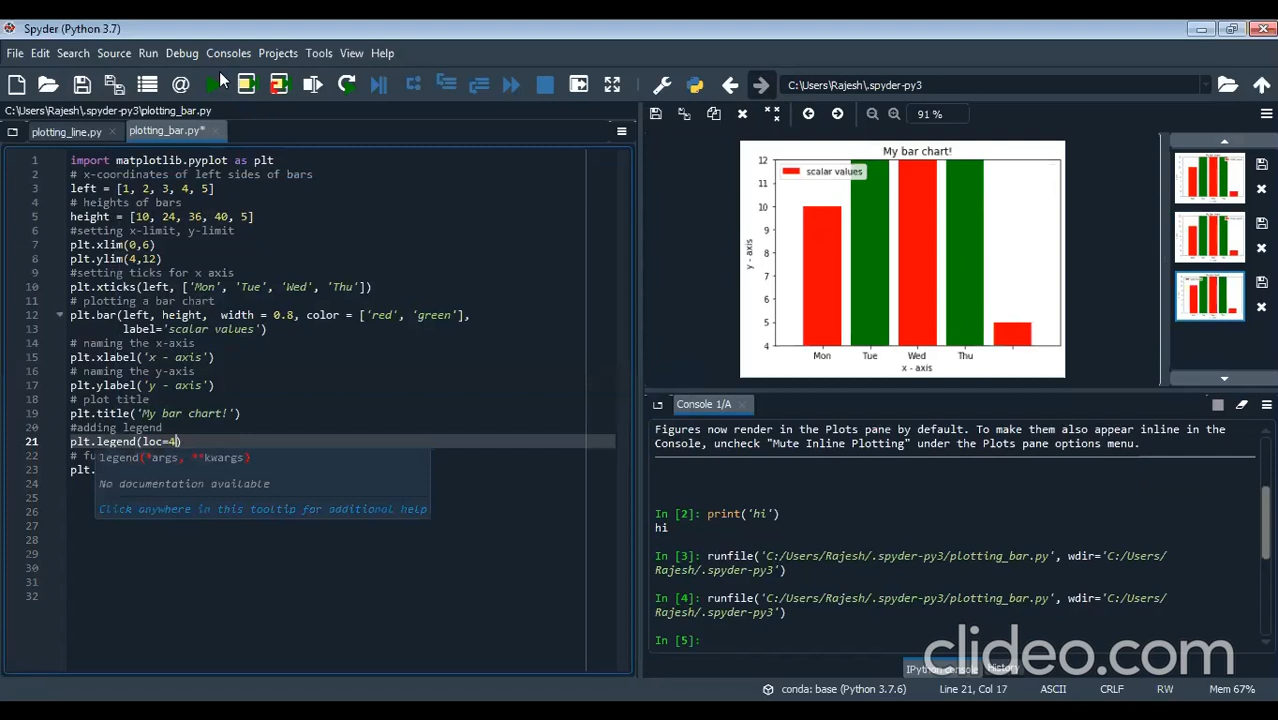 Spyder (Python 3.7)
File Edit Search Source Run Debug Consoles Projects Tools View Help
C:\Users\Rajesh\.spyder-py3
C:\Users\Rajesh\.spyder-py3\plotting_bar.py
plotting_line.py plotting_bar.py*
91 %
1 import matplotlib.pyplot as plt
2 # x-coordinates of left sides of bars
3 left = [1, 2, 3, 4, 5]
4 # heights of bars
5 height = [10, 24, 36, 40, 5]
6 #setting x-limit, y-limit
7 plt.xlim(0,6)
8 plt.ylim(4,12)
9 #setting ticks for x axis
10 plt.xticks(left, ['Mon', 'Tue', 'Wed', 'Thu'])
11 # plotting a bar chart
12 plt.bar(left, height,  width = 0.8, color = ['red', 'green'],
13 label='scalar values')
14 # naming the x-axis
15 plt.xlabel('x - axis')
16 # naming the y-axis
17 plt.ylabel('y - axis')
18 # plot title
19 plt.title('My bar chart!')
20 #adding legend
21 plt.legend(loc=4)
22 # fu
23 plt.
24
25
26
27
28
29
30
31
32
legend(*args, **kwargs)
No documentation available
Click anywhere in this tooltip for additional help
My bar chart!
scalar values
12
11
10
9
8
7
6
5
4
y - axis
Mon Tue Wed Thu
x - axis
Console 1/A
Figures now render in the Plots pane by default. To make them also appear inline in the
Console, uncheck "Mute Inline Plotting" under the Plots pane options menu.
In [2]: print('hi')
hi
In [3]: runfile('C:/Users/Rajesh/.spyder-py3/plotting_bar.py', wdir='C:/Users/
Rajesh/.spyder-py3')
In [4]: runfile('C:/Users/Rajesh/.spyder-py3/plotting_bar.py', wdir='C:/Users/
Rajesh/.spyder-py3')
In [5]:
clideo.com
IPython console History
conda: base (Python 3.7.6) Line 21, Col 17 ASCII CRLF RW Mem 67%